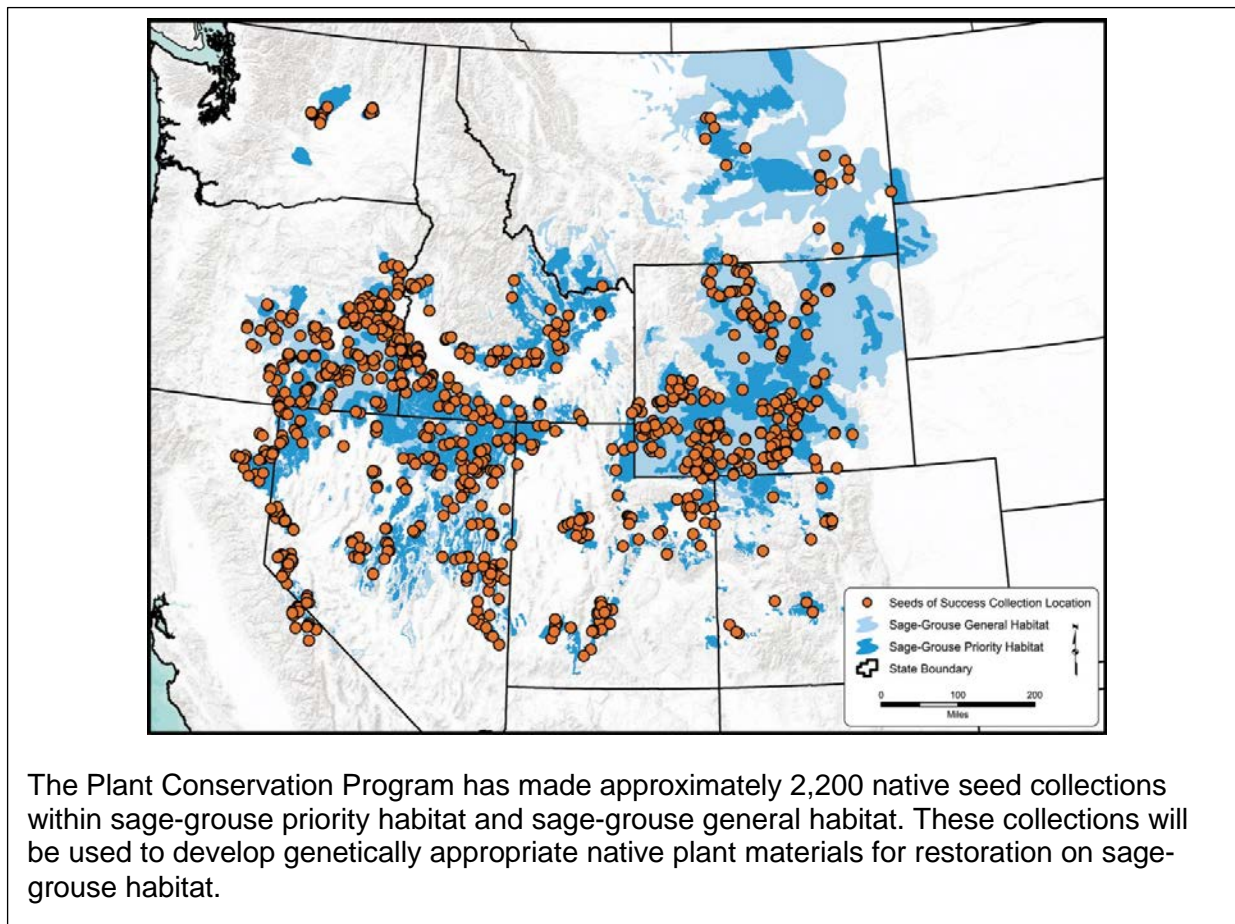 Seeds of Success Collection Location
Sage-Grouse General Habitat
Sage-Grouse Priority Habitat
State Boundary
0 100 200
Miles
The Plant Conservation Program has made approximately 2,200 native seed collections
within sage-grouse priority habitat and sage-grouse general habitat. These collections will
be used to develop genetically appropriate native plant materials for restoration on sage-
grouse habitat.